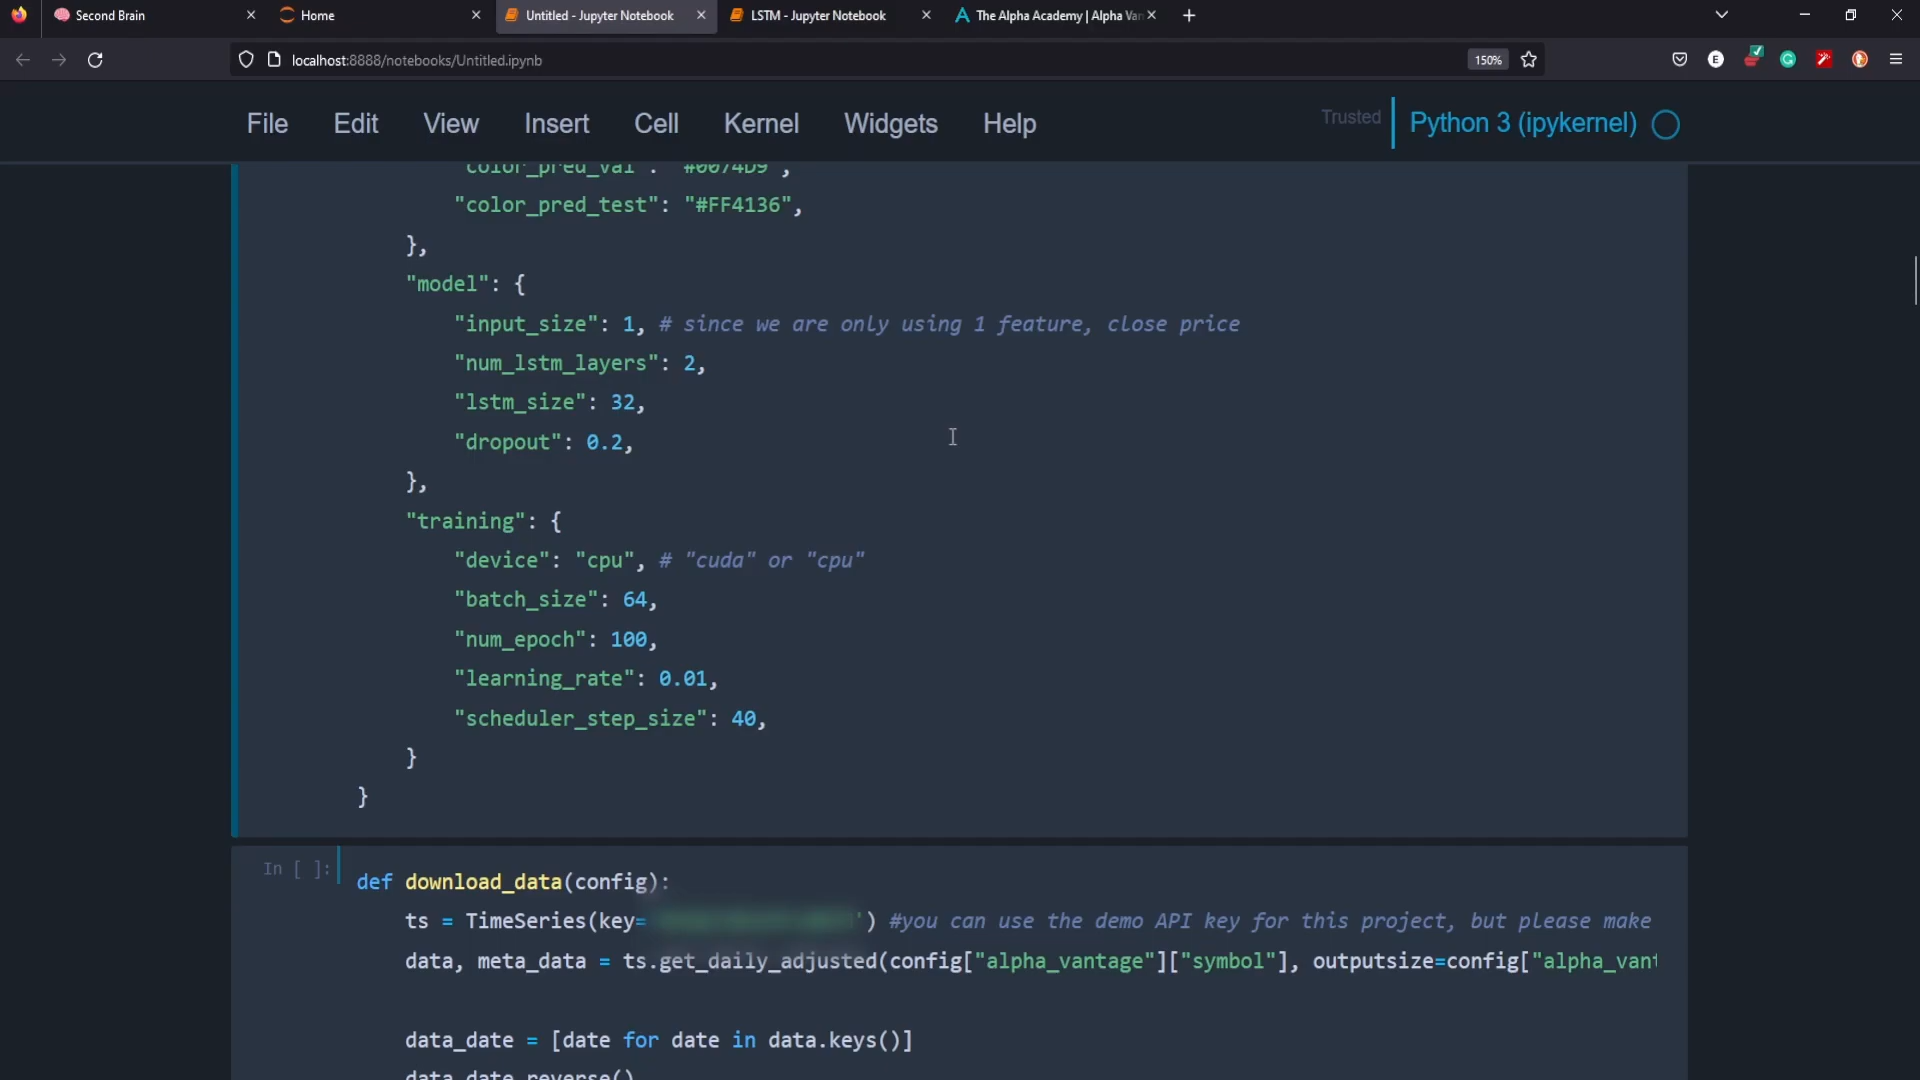 Second Brain
Home
Untitled - Jupyter Notebook
LSTM - Jupyter Notebook
The Alpha Academy | Alpha Van
localhost:8888/notebooks/Untitled.ipynb
150%
File Edit View Insert Cell Kernel Widgets Help
Trusted
Python 3 (ipykernel)
"color_pred_val": "#0074D9",
"color_pred_test": "#FF4136",
},
"model": {
"input_size": 1, # since we are only using 1 feature, close price
"num_lstm_layers": 2,
"lstm_size": 32,
"dropout": 0.2,
},
"training": {
"device": "cpu", # "cuda" or "cpu"
"batch_size": 64,
"num_epoch": 100,
"learning_rate": 0.01,
"scheduler_step_size": 40,
}
}
In [ ]:
def download_data(config):
ts = TimeSeries(key= ') #you can use the demo API key for this project, but please make
data, meta_data = ts.get_daily_adjusted(config["alpha_vantage"]["symbol"], outputsize=config["alpha_vant
data_date = [date for date in data.keys()]
data_date.reverse()